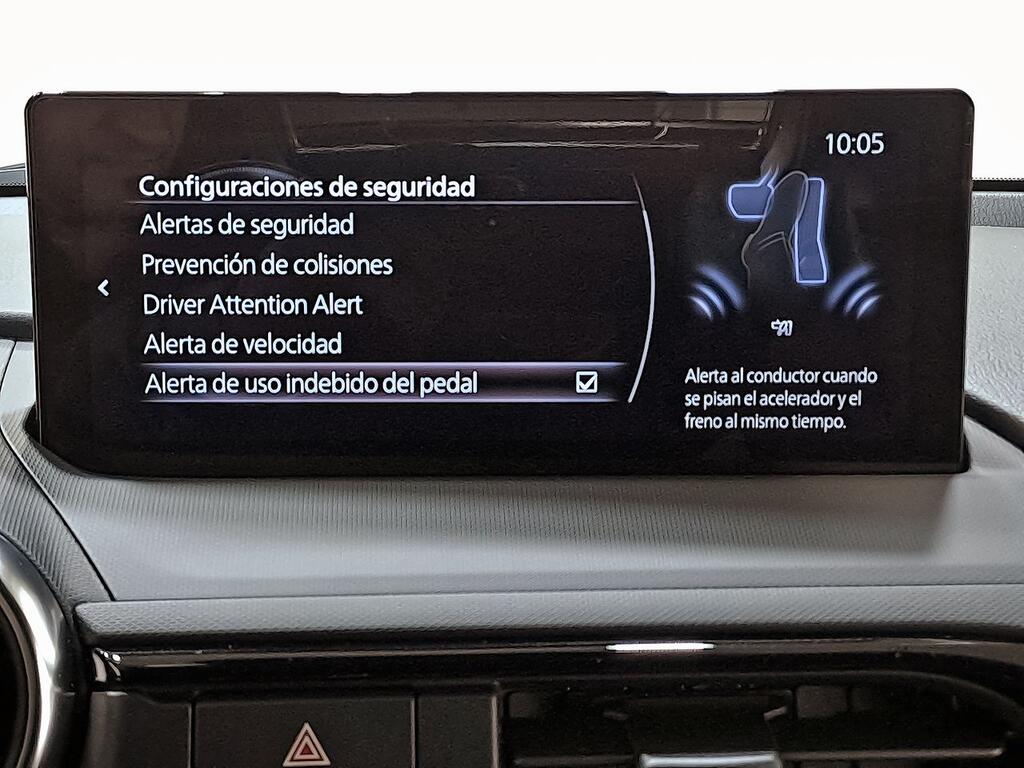 10:05
Configuraciones de seguridad
Alertas de seguridad
Prevención de colisiones
Driver Attention Alert
Alerta de velocidad
Alerta de uso indebido del pedal
Alerta al conductor cuando
se pisan el acelerador y el
freno al mismo tiempo.